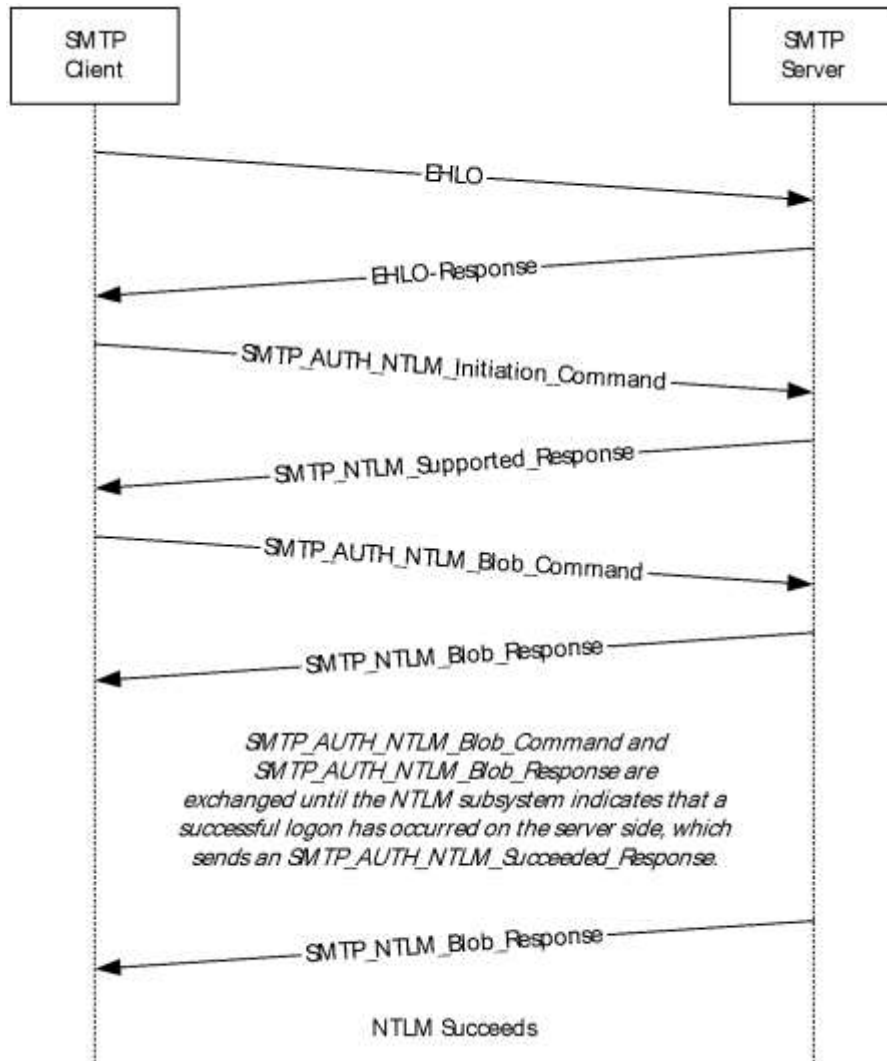 SMTP
Client
SMTP
Server
EHLO
EHLO-Response
SMTP_AUTH_NTLM_Initiation_Command
SMTP_NTLM_Supported_Response
SMTP_AUTH_NTLM_Blob_Command
SMTP_NTLM_Blob_Response
SMTP_AUTH_NTLM_Blob_Command and
SMTP_AUTH_NTLM_Blob_Response are
exchanged until the NTLM subsystem indicates that a
successful logon has occurred on the server side, which
sends an SMTP_AUTH_NTLM_Succeeded_Response.
SMTP_NTLM_Blob_Response
NTLM Succeeds